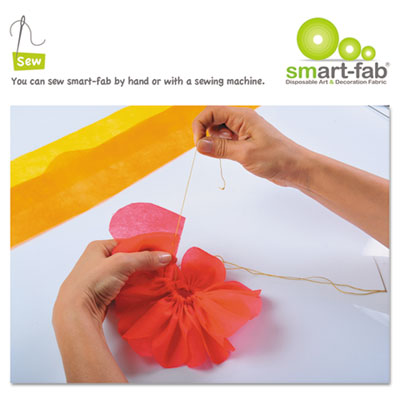 Sew
You can sew smart-fab by hand or with a sewing machine.
smart-fab®
Disposable Art & Decoration Fabric